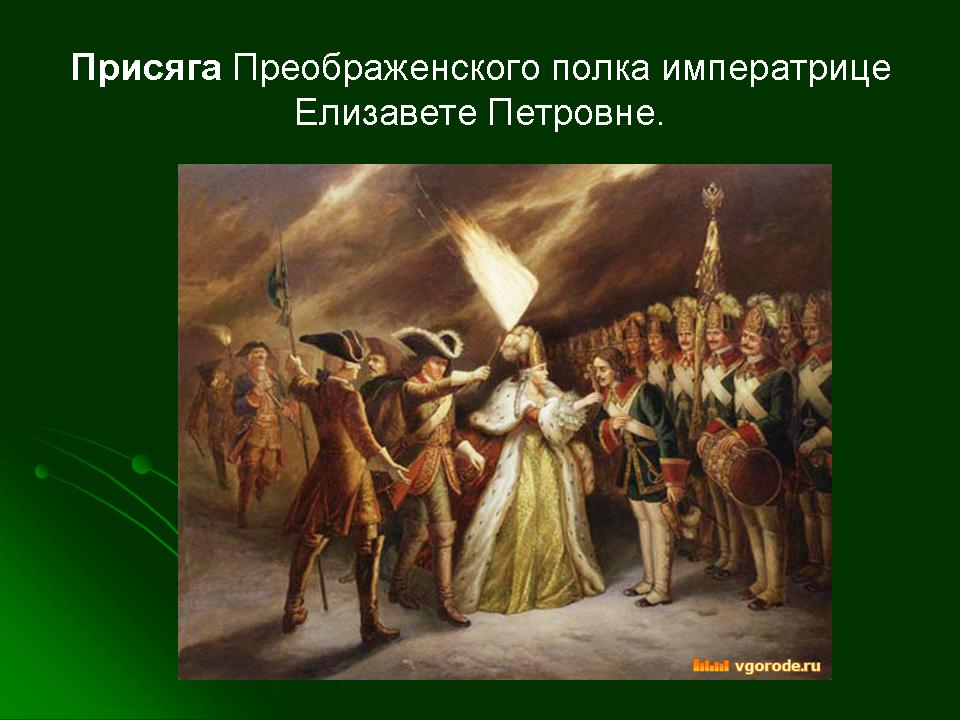 Присяга Преображенского полка императрице
Елизавете Петровне.
vgorode.ru